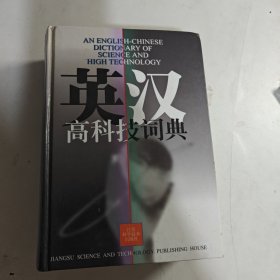 AN ENGLISH-CHINESE
DICTIONARY OF
SCIENCE AND
HIGH TECHNOLOGY
英汉
高科技词典
JIANGSU SCIENCE AND TECHNOLOGY PUBLISHING HOUSE